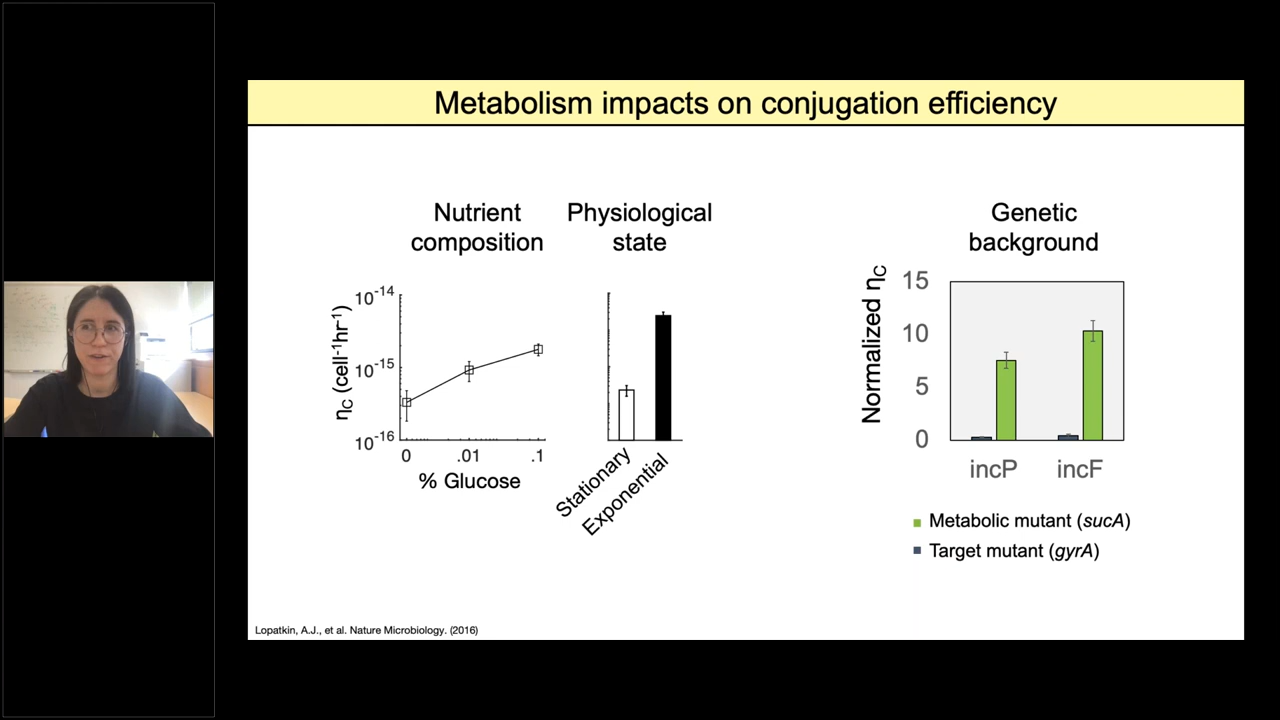 Metabolism impacts on conjugation efficiency
Nutrient
composition
η_C (cell⁻¹hr⁻¹)
10⁻¹⁴
10⁻¹⁵
10⁻¹⁶
0 .01 .1
% Glucose
Physiological
state
Stationary
Exponential
Genetic
background
Normalized η_C
15
10
5
0
incP incF
Metabolic mutant (sucA)
Target mutant (gyrA)
Lopatkin, A.J., et al. Nature Microbiology. (2016)